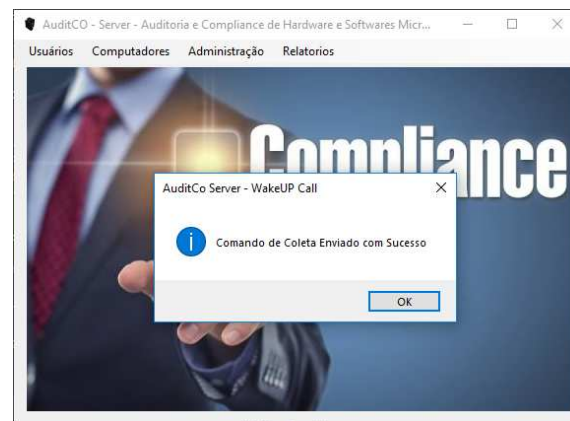 AuditCO - Server - Auditoria e Compliance de Hardware e Softwares Micr...
Usuários Computadores Administração Relatorios
Compliance
AuditCo Server - WakeUP Call
Comando de Coleta Enviado com Sucesso
OK